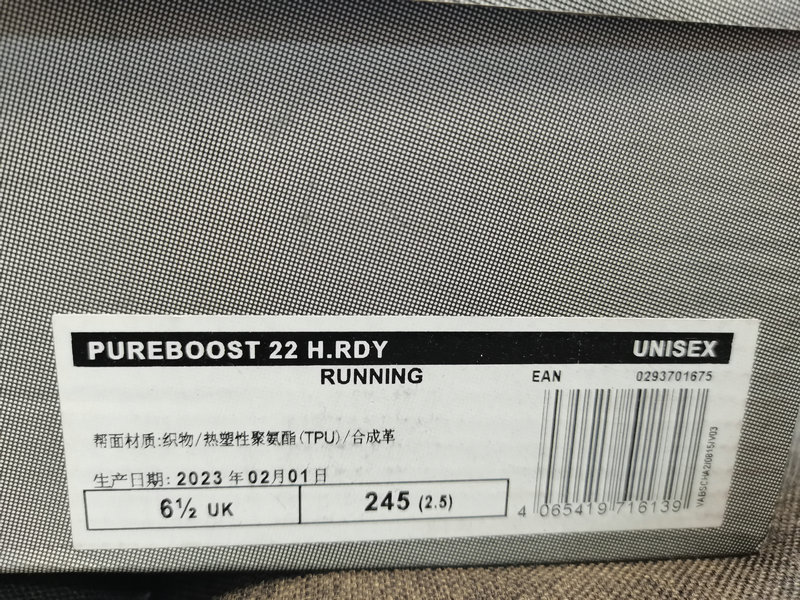 PUREBOOST 22 H.RDY UNISEX
RUNNING
EAN 0293701675
帮面材质:织物/热塑性聚氨酯(TPU)/合成革
生产日期: 2023 年 02月 01 日
6½ UK 245 (2.5)
4 065419 716139